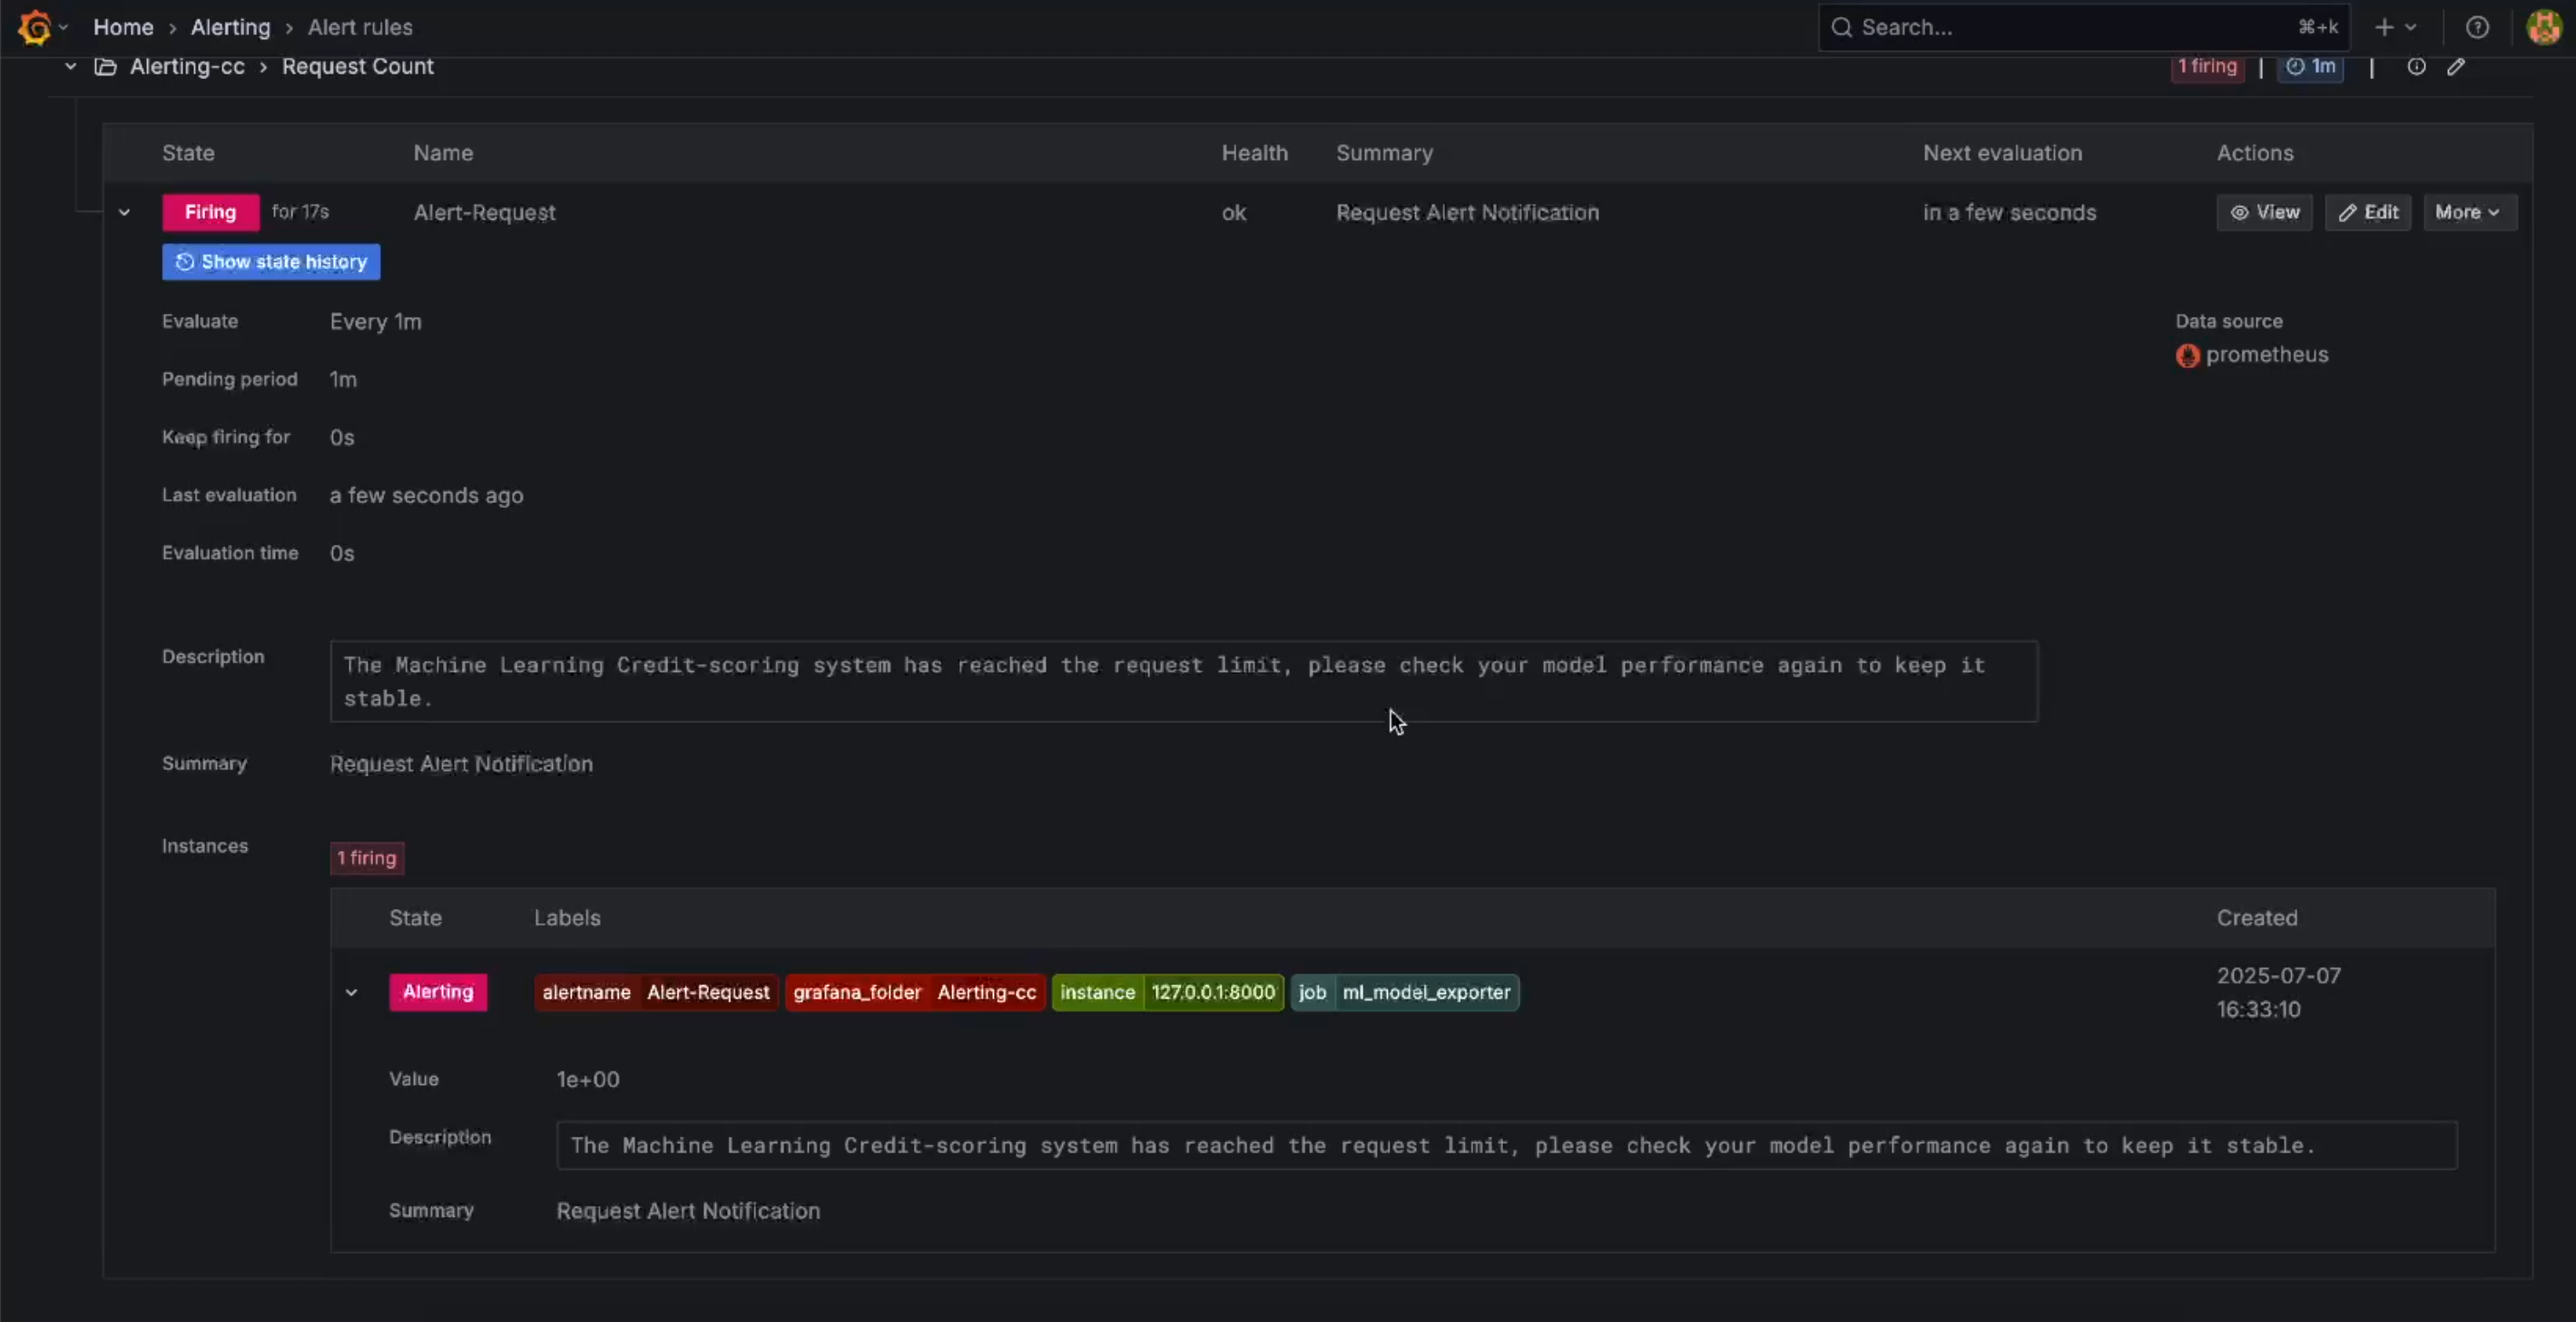 Home › Alerting › Alert rules
Search... ⌘+k
Alerting-cc › Request Count 1 firing | 1m |
State Name Health Summary Next evaluation Actions
Firing for 17s Alert-Request ok Request Alert Notification in a few seconds View Edit More
Show state history
Evaluate Every 1m Data source
prometheus
Pending period 1m
Keep firing for 0s
Last evaluation a few seconds ago
Evaluation time 0s
Description The Machine Learning Credit-scoring system has reached the request limit, please check your model performance again to keep it
stable.
Summary Request Alert Notification
Instances 1 firing
State Labels Created
Alerting alertname Alert-Request grafana_folder Alerting-cc instance 127.0.0.1:8000 job ml_model_exporter 2025-07-07
16:33:10
Value 1e+00
Description The Machine Learning Credit-scoring system has reached the request limit, please check your model performance again to keep it stable.
Summary Request Alert Notification